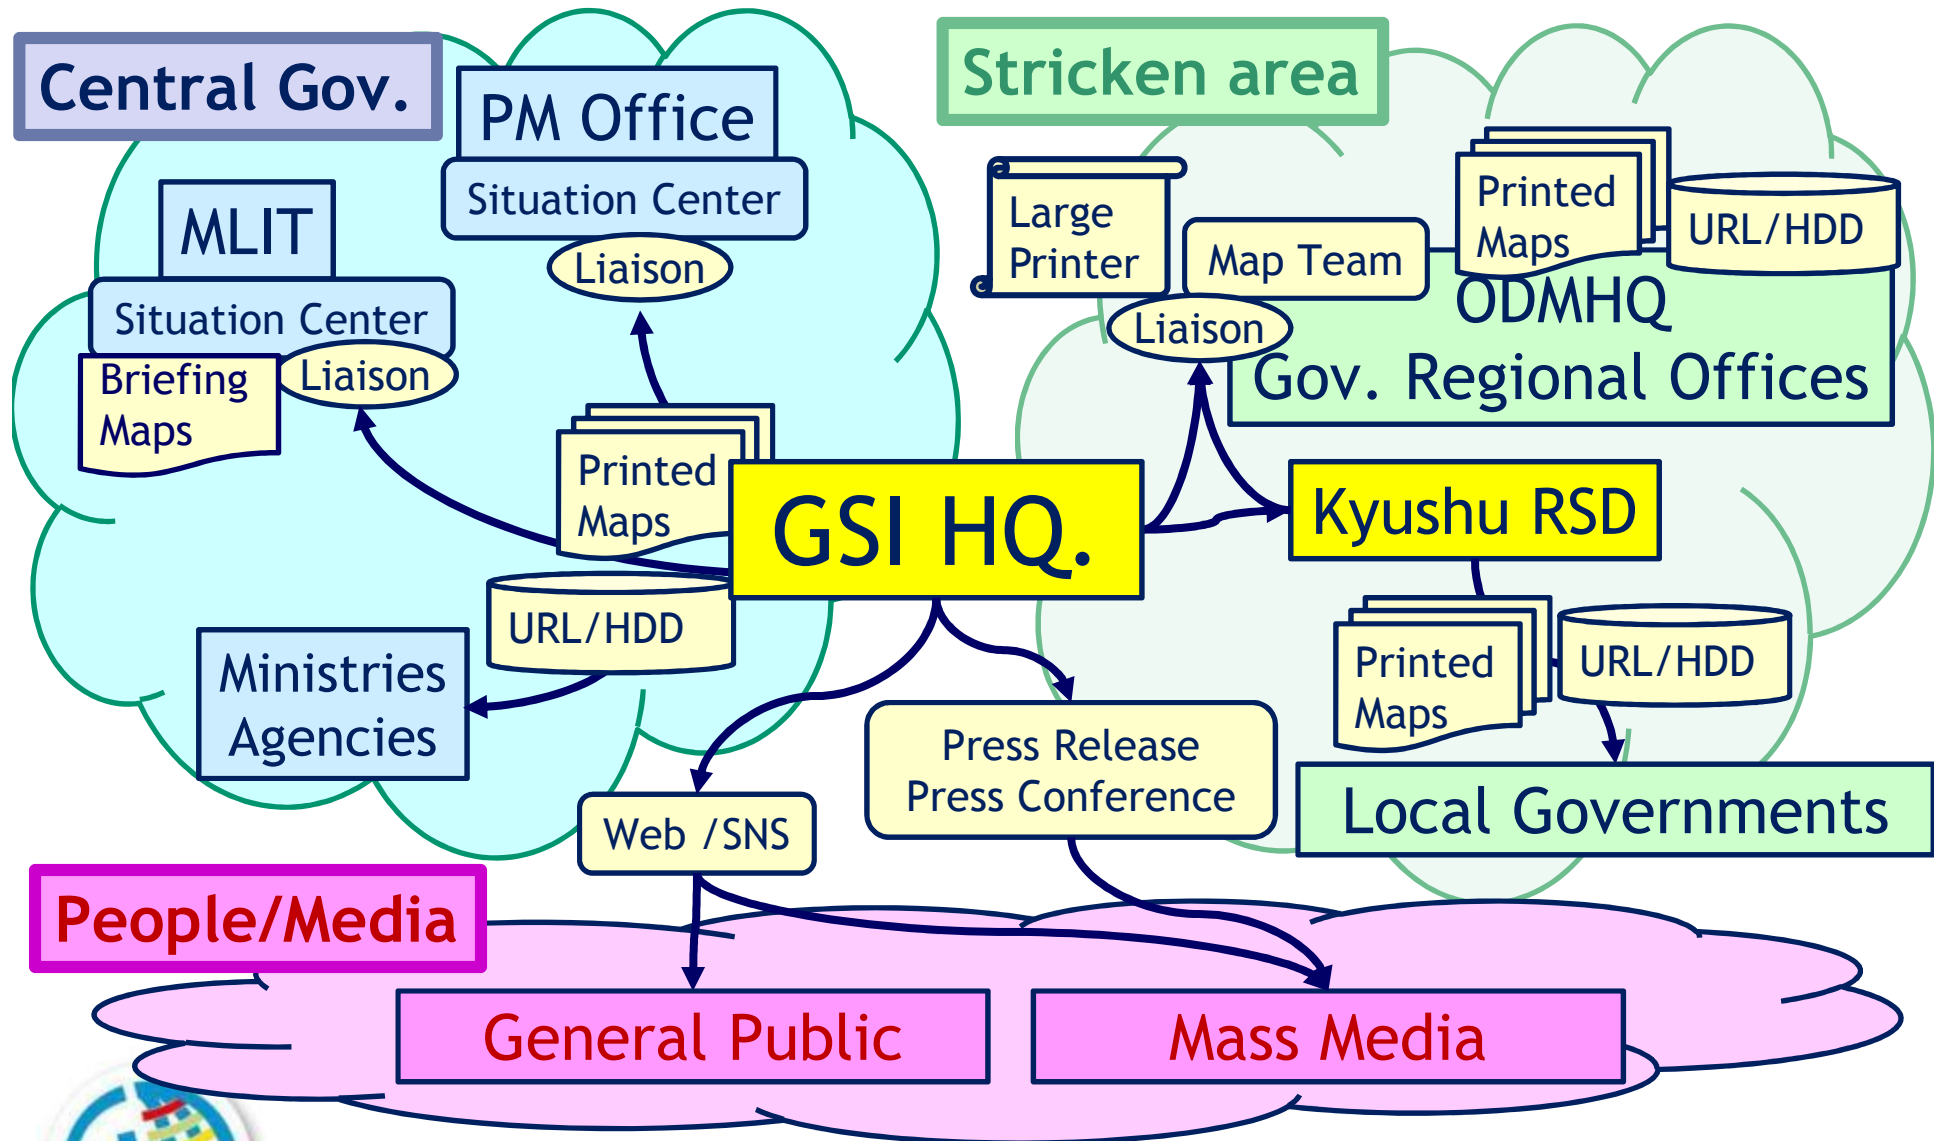 Central Gov.
PM Office
Situation Center
Liaison
MLIT
Situation Center
Liaison
Briefing
Maps
Printed
Maps
URL/HDD
Ministries
Agencies
GSI HQ.
Stricken area
Large
Printer
Map Team
Liaison
Printed
Maps
URL/HDD
ODMHQ
Gov. Regional Offices
Kyushu RSD
Printed
Maps
URL/HDD
Local Governments
Press Release
Press Conference
Web /SNS
People/Media
General Public
Mass Media